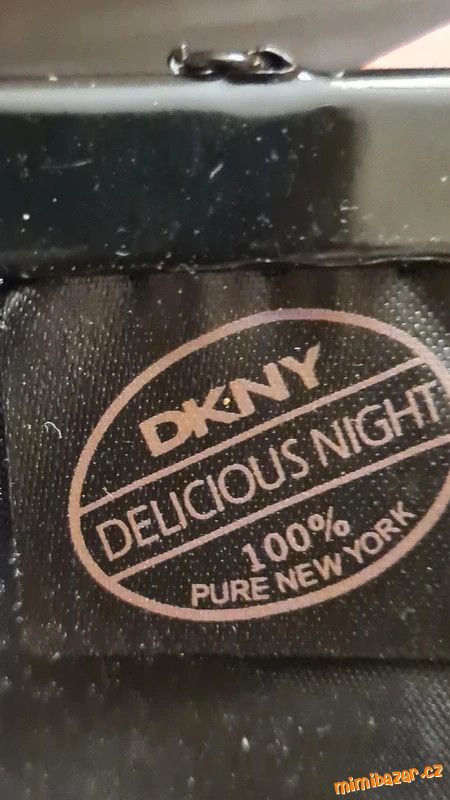 DKNY
DELICIOUS NIGHT
100%
PURE NEW YORK
mimibazar.cz